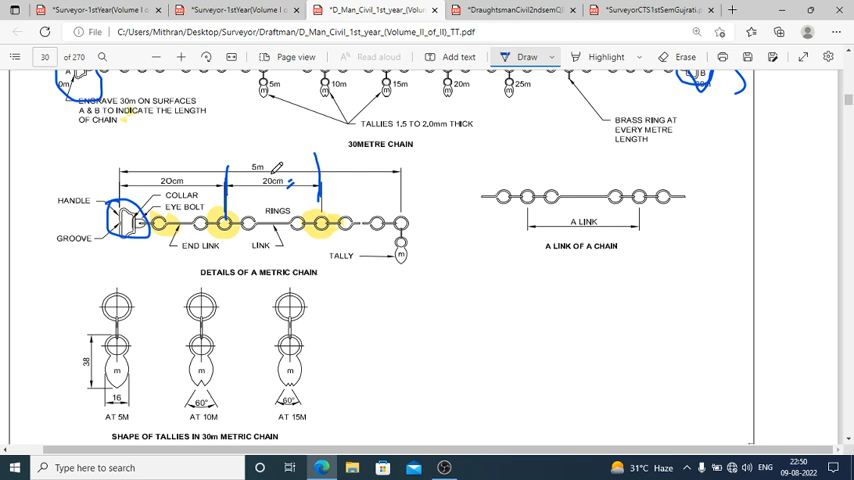 *Surveyor-1stYear(Volume I o
*Surveyor-1stYear(Volume I o
*D_Man_Civil_1st_year_(Volume_
DraughtsmanCivil2ndsemQ
*SurveyorCTS1stSemGujrati.p
File
C:/Users/Mithran/Desktop/Surveyor/Draftman/D_Man_Civil_1st_year_(Volume_II_of_II)_TT.pdf
30
of 270
Page view
Read aloud
Add text
Draw
Highlight
Erase
A
B
0m
m
5m
m
10m
m
15m
m
20m
m
25m
30m
ENGRAVE 30m ON SURFACES
A & B TO INDICATE THE LENGTH
OF CHAIN
TALLIES 1,5 TO 2,0mm THICK
BRASS RING AT
EVERY METRE
LENGTH
30METRE CHAIN
5m
20cm
20cm
HANDLE
COLLAR
EYE BOLT
RINGS
GROOVE
END LINK
LINK
TALLY
m
A LINK
A LINK OF A CHAIN
DETAILS OF A METRIC CHAIN
38
m
m
m
16
60°
60°
AT 5M
AT 10M
AT 15M
SHAPE OF TALLIES IN 30m METRIC CHAIN
Type here to search
31°C Haze
ENG
22:50
09-08-2022